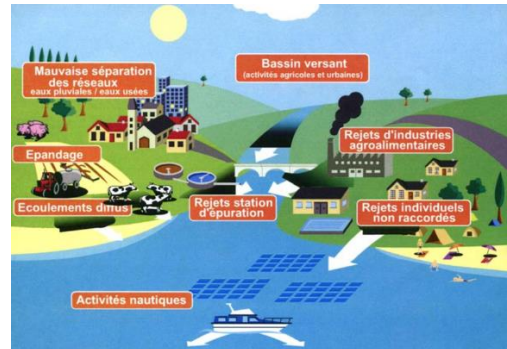 Mauvaise séparation
des réseaux
eaux pluviales / eaux usées
Bassin versant
(activités agricoles et urbaines)
Rejets d'industries
agroalimentaires
Epandage
Ecoulements diffus
Rejets station
d'épuration
Rejets individuels
non raccordés
Activités nautiques